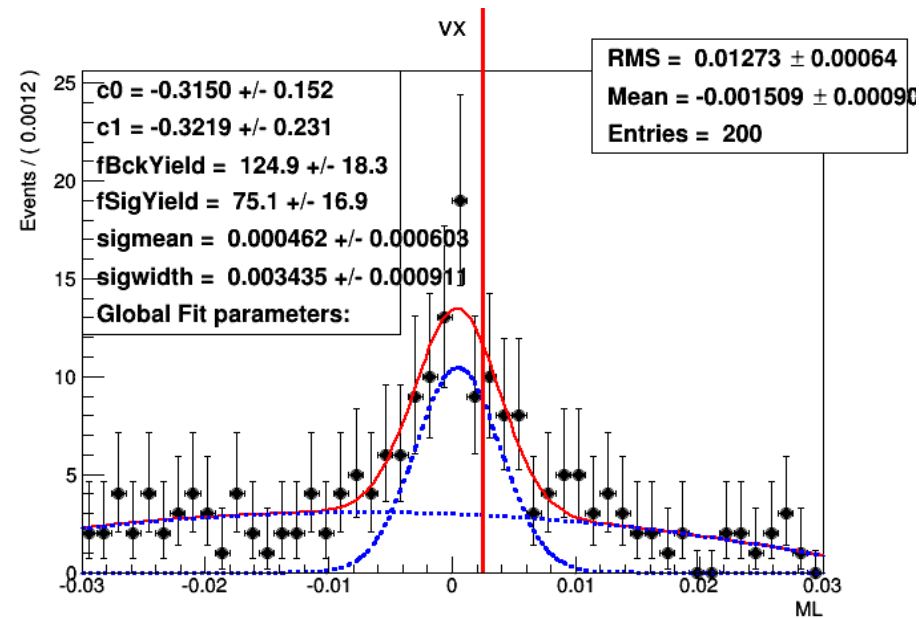 VX
RMS = 0.01273 ± 0.00064
Mean = -0.001509 ± 0.00090
Entries = 200
c0 = -0.3150 +/- 0.152
c1 = -0.3219 +/- 0.231
fBckYield = 124.9 +/- 18.3
fSigYield = 75.1 +/- 16.9
sigmean = 0.000462 +/- 0.000603
sigwidth = 0.003435 +/- 0.000911
Global Fit parameters:
Events / ( 0.0012 )
25
20
15
10
5
0
-0.03 -0.02 -0.01 0 0.01 0.02 0.03
ML